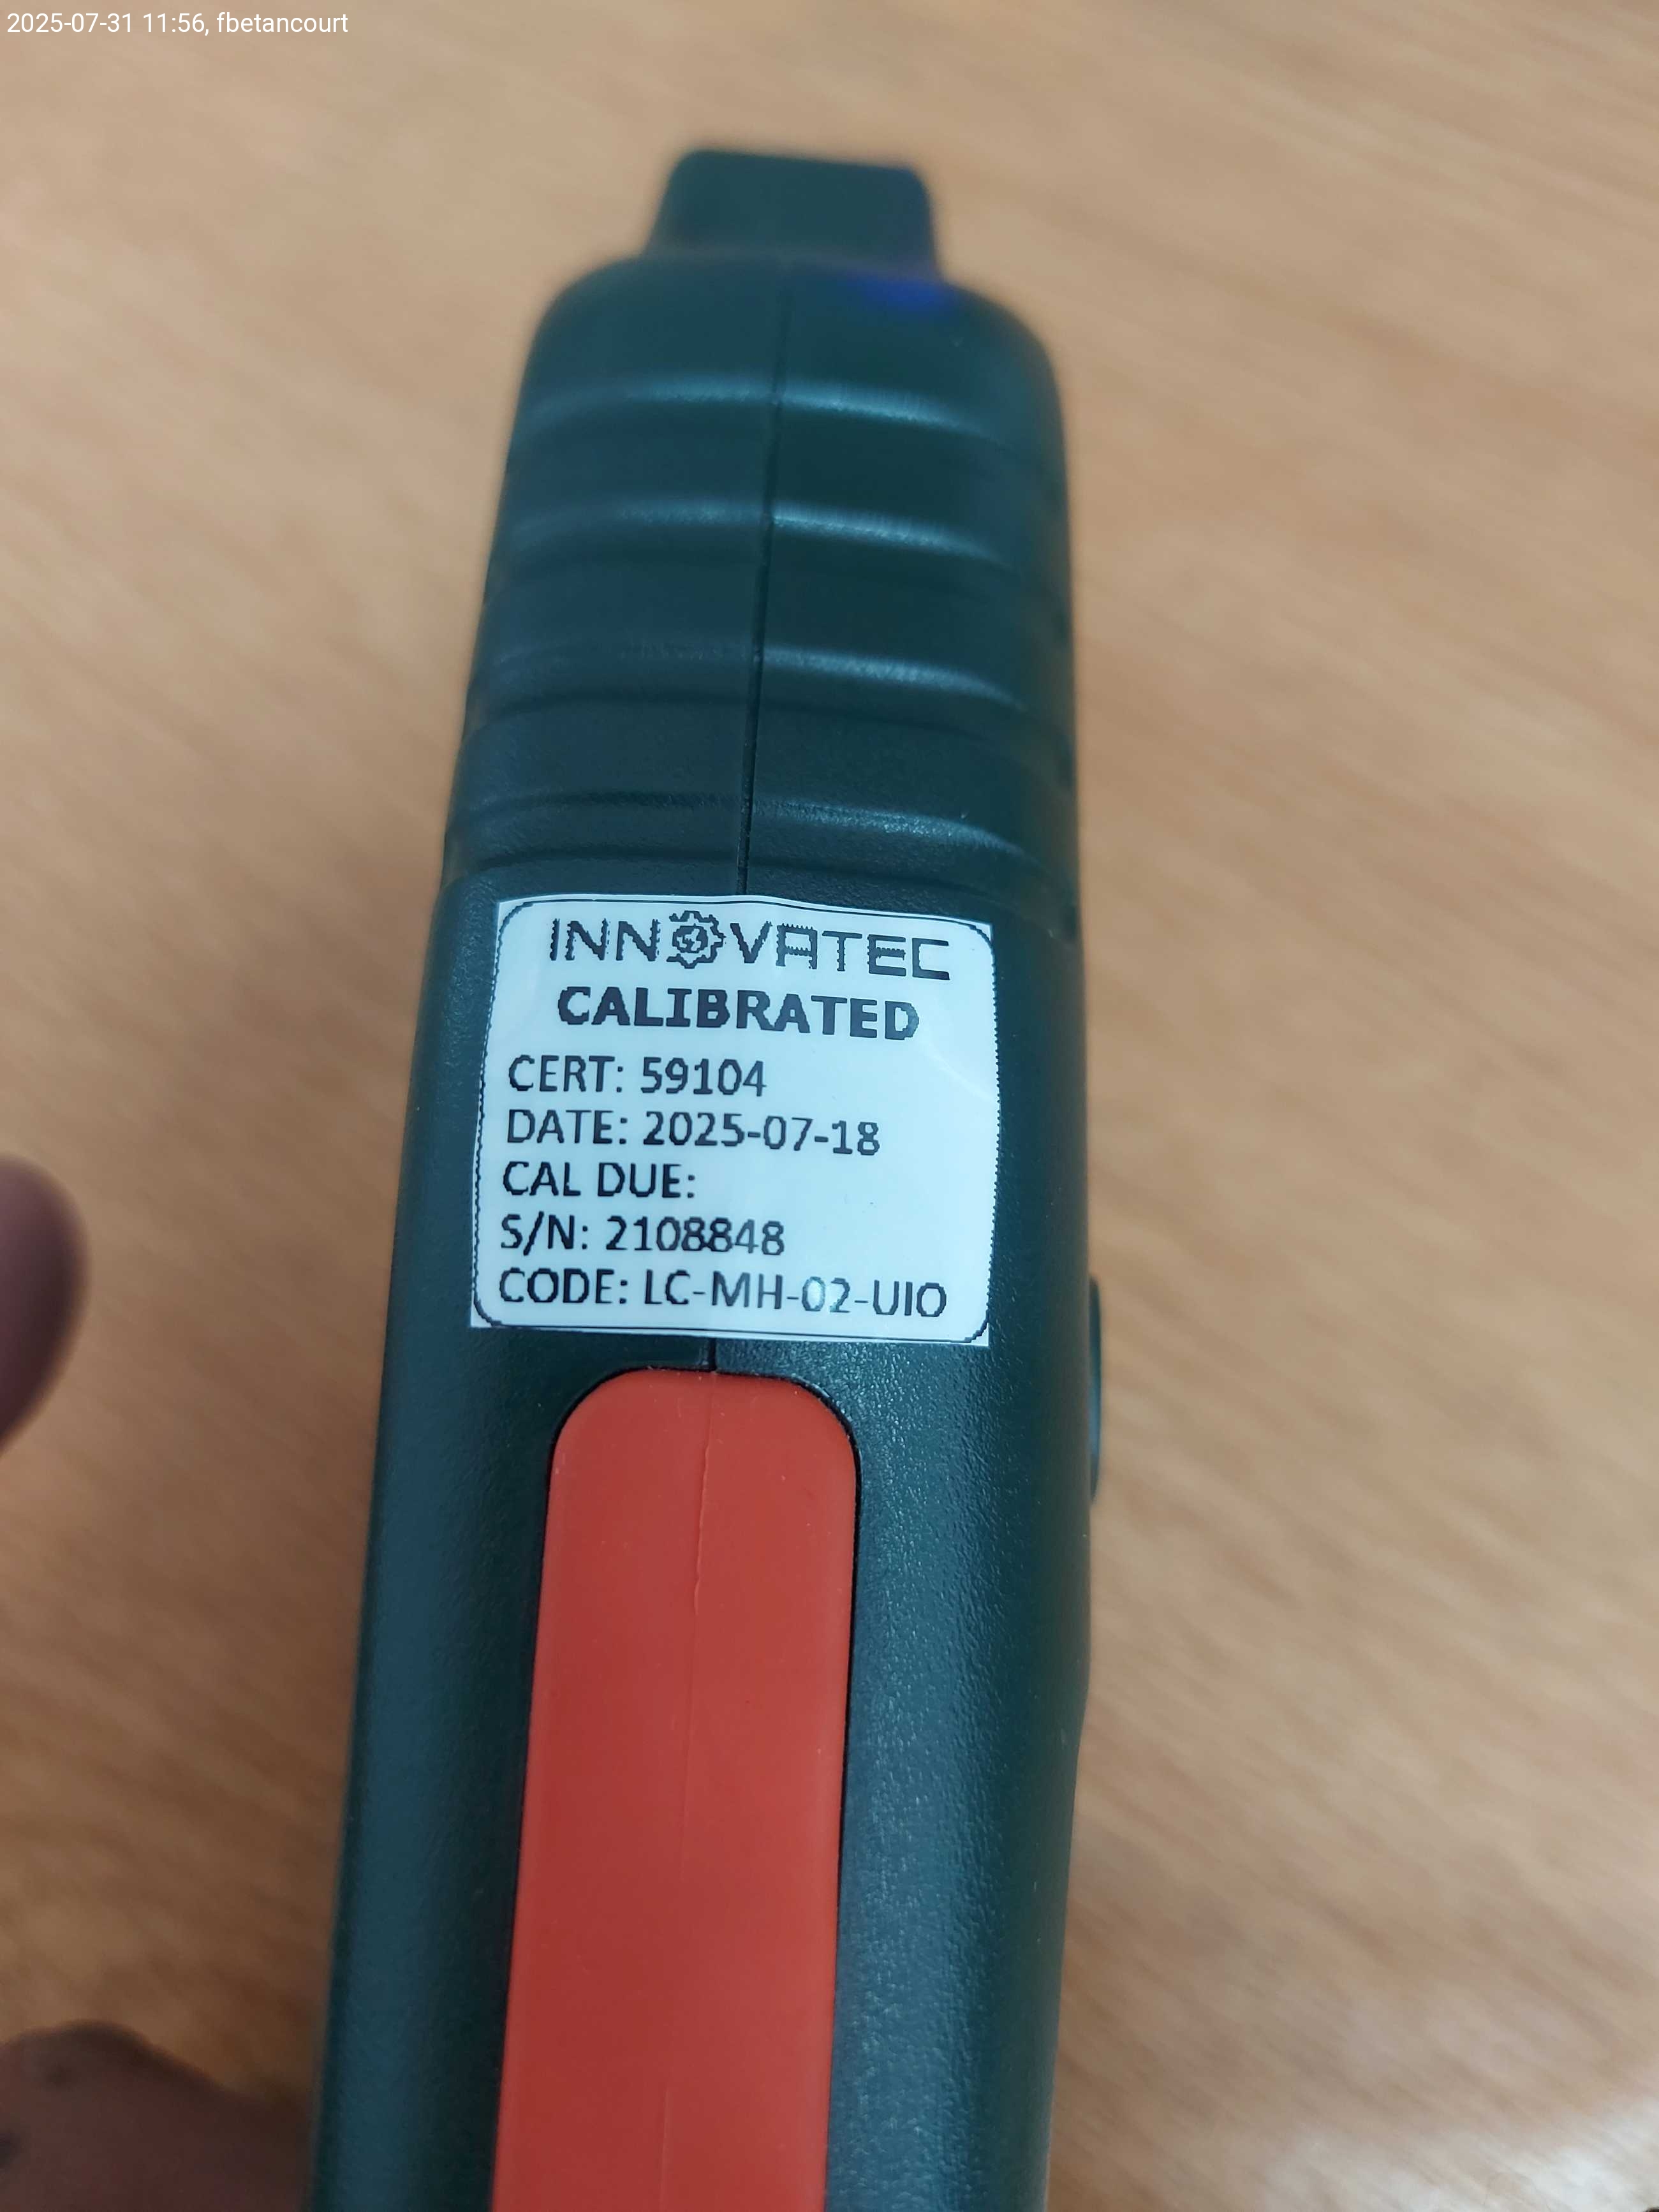 2025-07-31 11:56, fbetancourt
INNOVATEC
CALIBRATED
CERT: 59104
DATE: 2025-07-18
CAL DUE:
S/N: 2108848
CODE: LC-MH-02-UIO